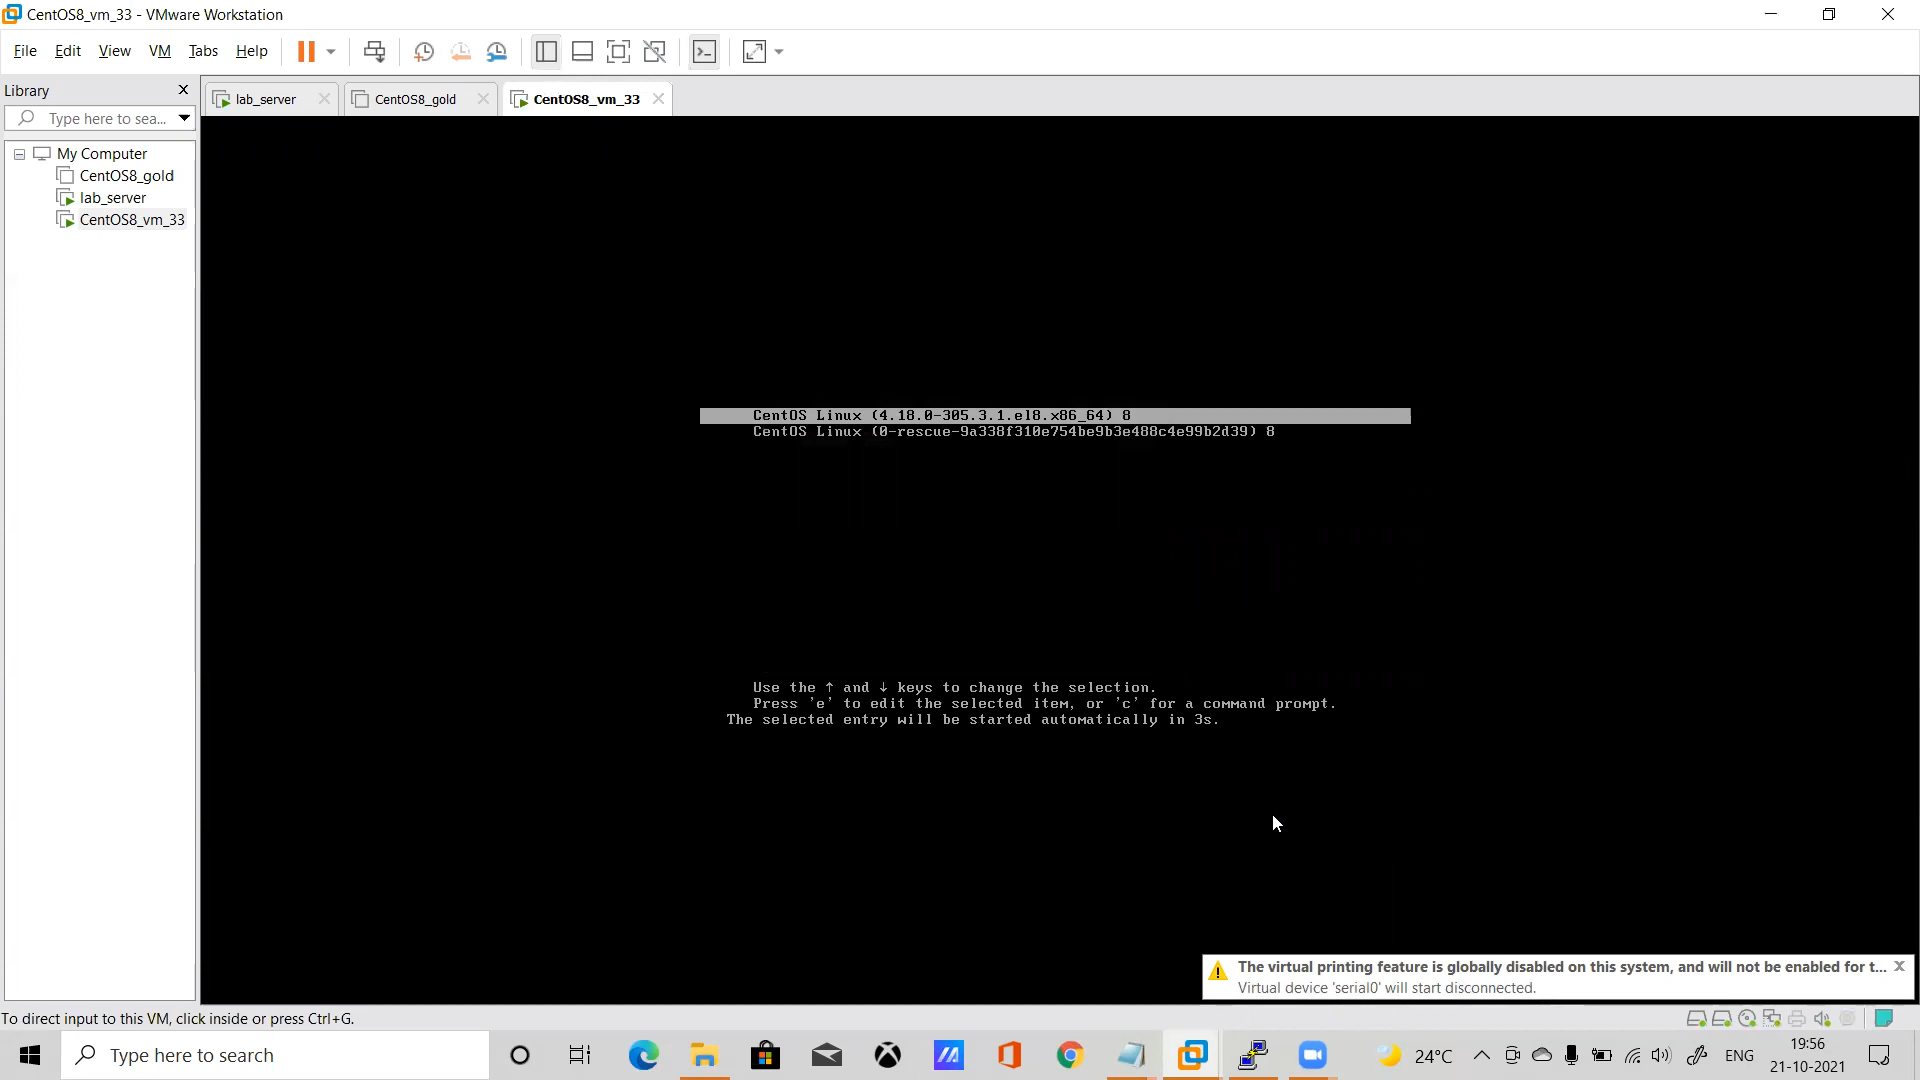 CentOS8_vm_33 - VMware Workstation
File Edit View VM Tabs Help
Library
Type here to sea...
My Computer
CentOS8_gold
lab_server
CentOS8_vm_33
lab_server
CentOS8_gold
CentOS8_vm_33
CentOS Linux (4.18.0-305.3.1.el8.x86_64) 8
CentOS Linux (0-rescue-9a338f310e754be9b3e488c4e99b2d39) 8
Use the ↑ and ↓ keys to change the selection.
Press 'e' to edit the selected item, or 'c' for a command prompt.
The selected entry will be started automatically in 3s.
The virtual printing feature is globally disabled on this system, and will not be enabled for t...
Virtual device 'serial0' will start disconnected.
To direct input to this VM, click inside or press Ctrl+G.
Type here to search
24°C
ENG
19:56
21-10-2021